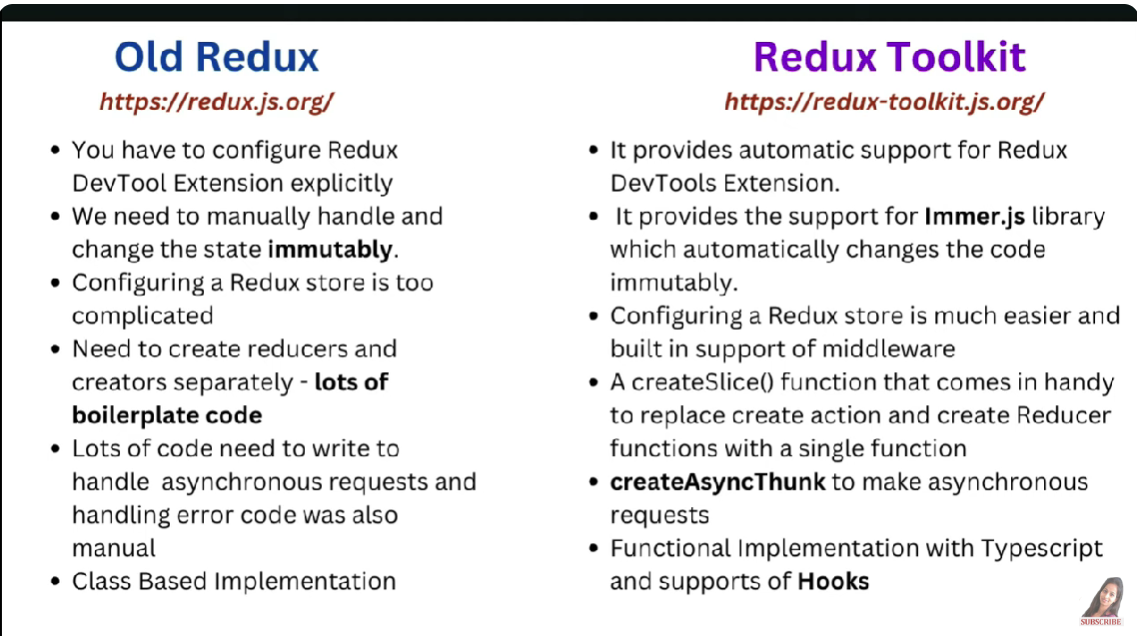 Old Redux
https://redux.js.org/
• You have to configure Redux
DevTool Extension explicitly
• We need to manually handle and
change the state immutably.
• Configuring a Redux store is too
complicated
• Need to create reducers and
creators separately - lots of
boilerplate code
• Lots of code need to write to
handle asynchronous requests and
handling error code was also
manual
• Class Based Implementation
Redux Toolkit
https://redux-toolkit.js.org/
• It provides automatic support for Redux
DevTools Extension.
• It provides the support for Immer.js library
which automatically changes the code
immutably.
• Configuring a Redux store is much easier and
built in support of middleware
• A createSlice() function that comes in handy
to replace create action and create Reducer
functions with a single function
• createAsyncThunk to make asynchronous
requests
• Functional Implementation with Typescript
and supports of Hooks
SUBSCRIBE